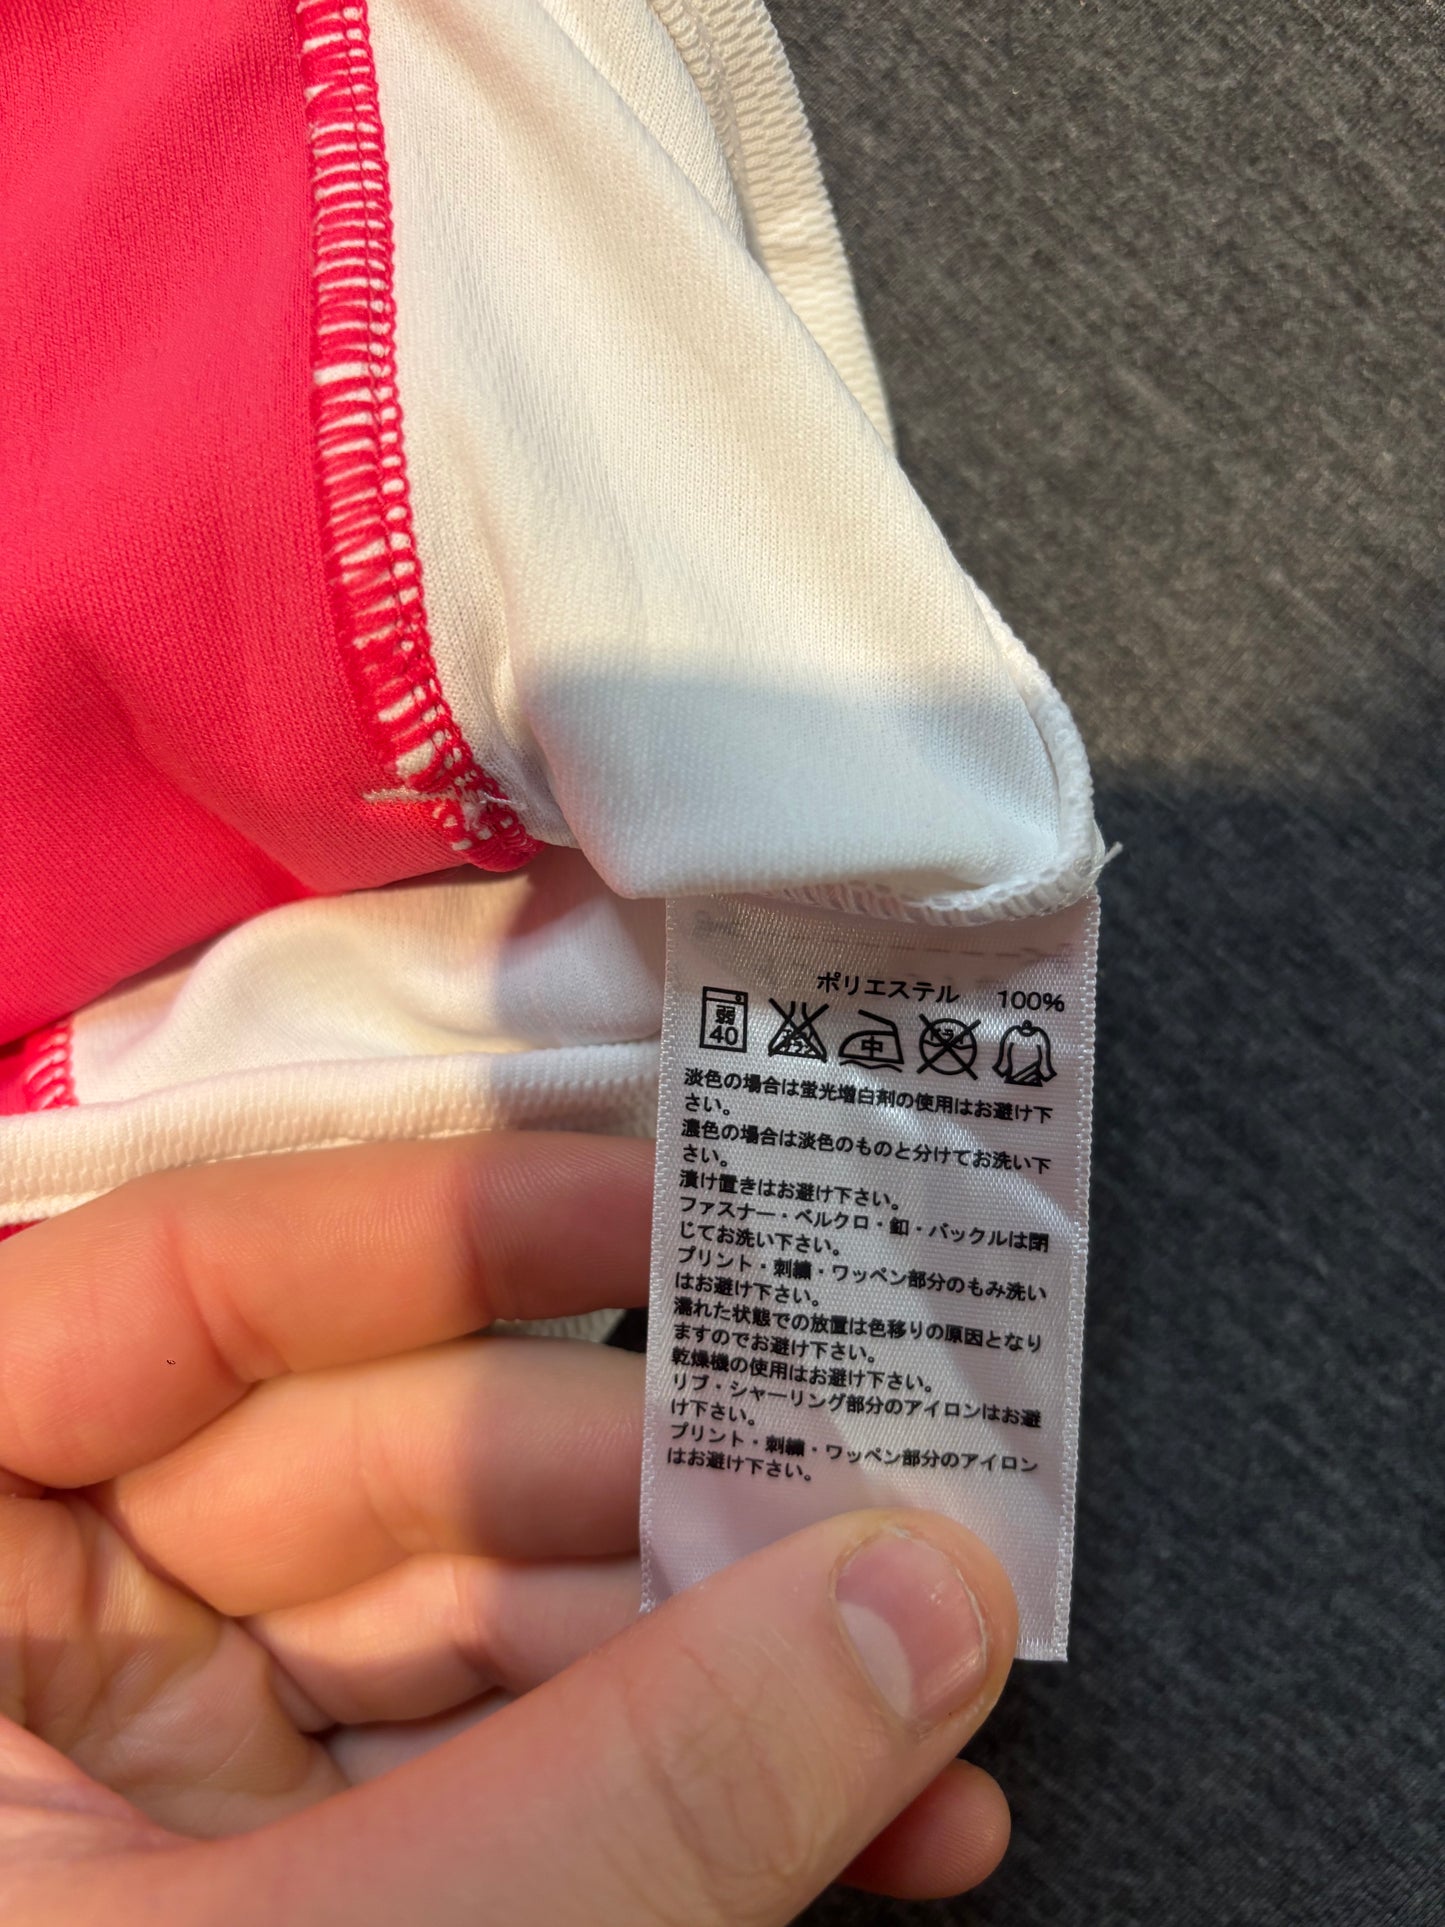 ポリエステル 100%
弱 40 エンソ サラシ 中 ドライ
淡色の場合は蛍光増白剤の使用はお避け下
さい。
濃色の場合は淡色のものと分けてお洗い下
さい。
漬け置きはお避け下さい。
ファスナー・ベルクロ・釦・バックルは閉
じてお洗い下さい。
プリント・刺繍・ワッペン部分のもみ洗い
はお避け下さい。
濡れた状態での放置は色移りの原因となり
ますのでお避け下さい。
乾燥機の使用はお避け下さい。
リブ・シャーリング部分のアイロンはお避
け下さい。
プリント・刺繍・ワッペン部分のアイロン
はお避け下さい。